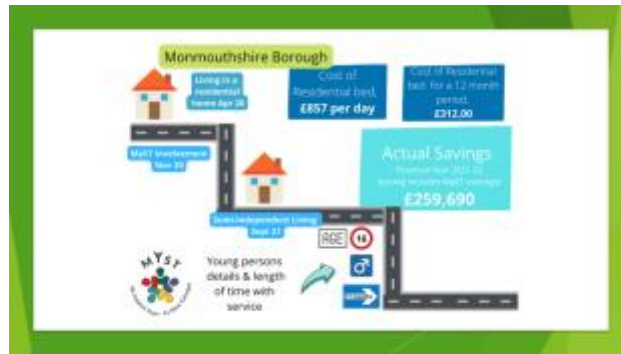 Monmouthshire Borough
Living in a
residential
home Apr 20
Cost of
Residential bed.
£857 per day
Cost of Residential
bed. for a 12 month
period.
£312,00
MyST Involvement
Nov 20
Actual Savings
£259,690
Semi-Independent Living
Sept 21
AGE
16
MYST
Young persons
details & length
of time with
service